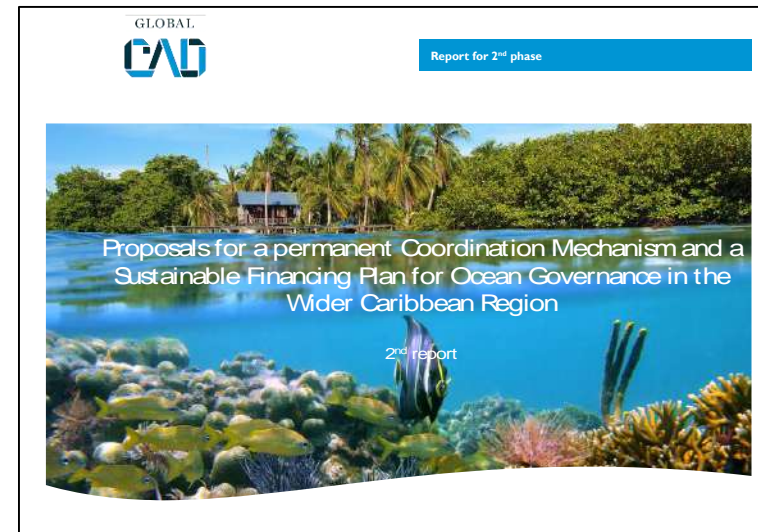 GLOBAL
CAD
Report for 2nd phase
Proposals for a permanent Coordination Mechanism and a
Sustainable Financing Plan for Ocean Governance in the
Wider Caribbean Region
2nd report